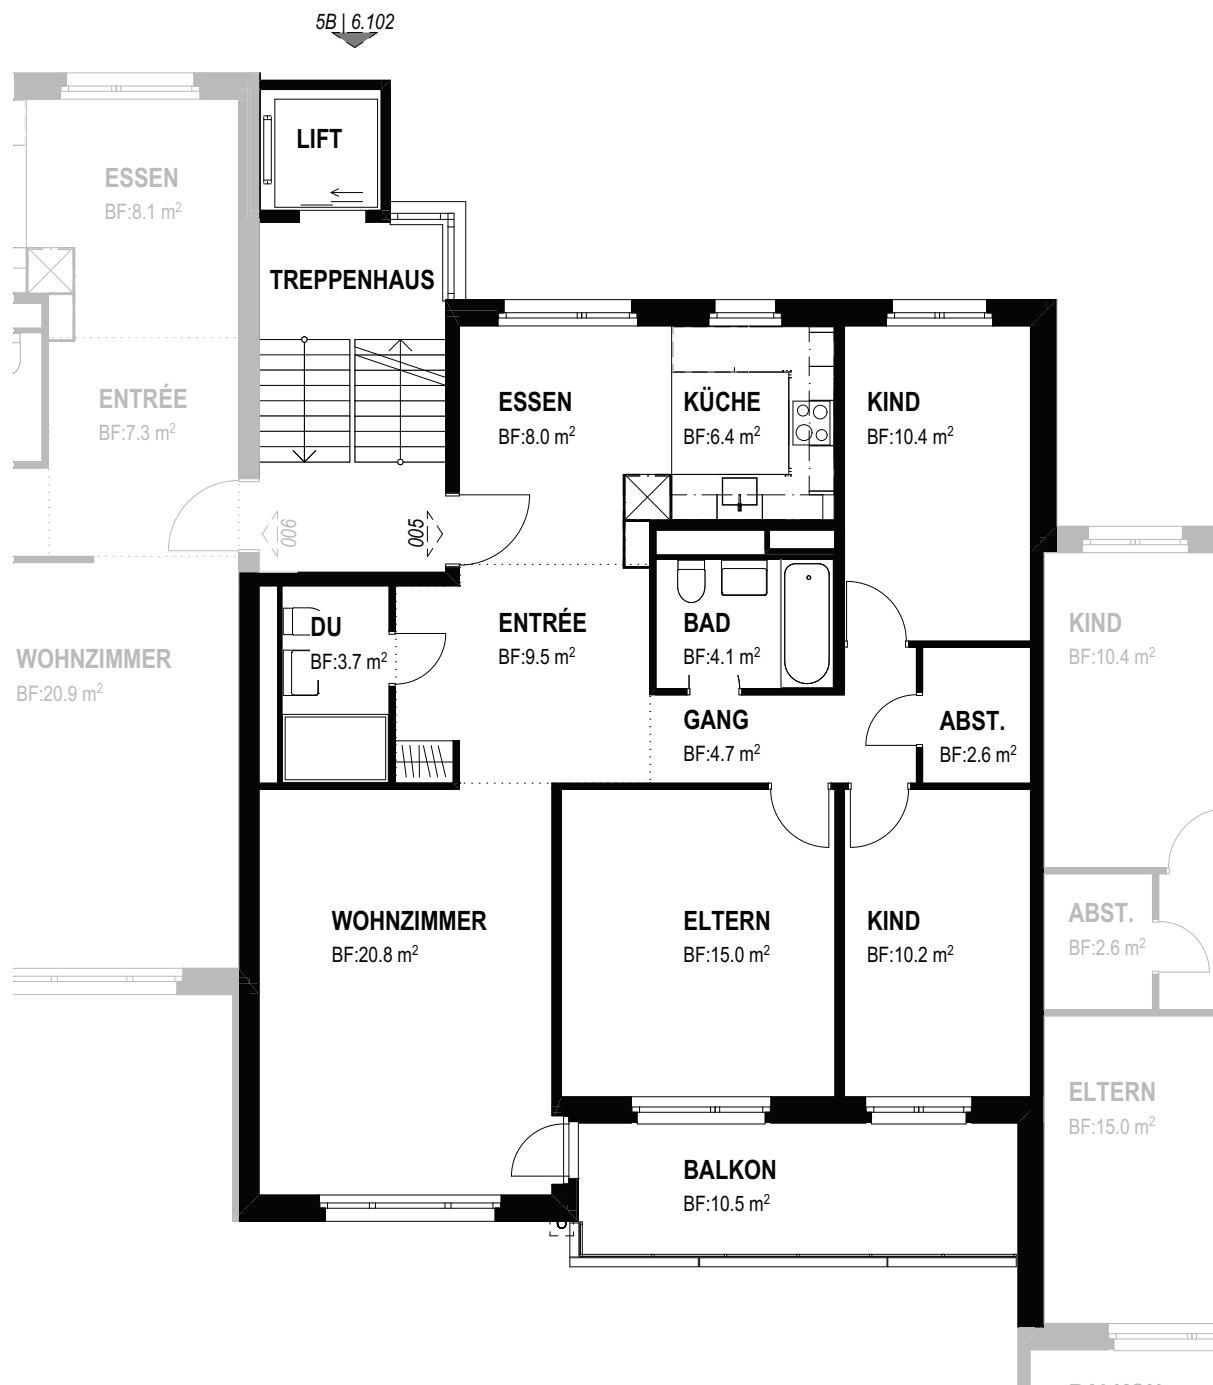 5B | 6.102
LIFT
ESSEN
BF:8.1 m²
TREPPENHAUS
ENTRÉE
BF:7.3 m²
ESSEN
BF:8.0 m²
KÜCHE
BF:6.4 m²
KIND
BF:10.4 m²
006
005
DU
BF:3.7 m²
ENTRÉE
BF:9.5 m²
BAD
BF:4.1 m²
KIND
BF:10.4 m²
WOHNZIMMER
BF:20.9 m²
GANG
BF:4.7 m²
ABST.
BF:2.6 m²
WOHNZIMMER
BF:20.8 m²
ELTERN
BF:15.0 m²
KIND
BF:10.2 m²
ABST.
BF:2.6 m²
ELTERN
BF:15.0 m²
BALKON
BF:10.5 m²